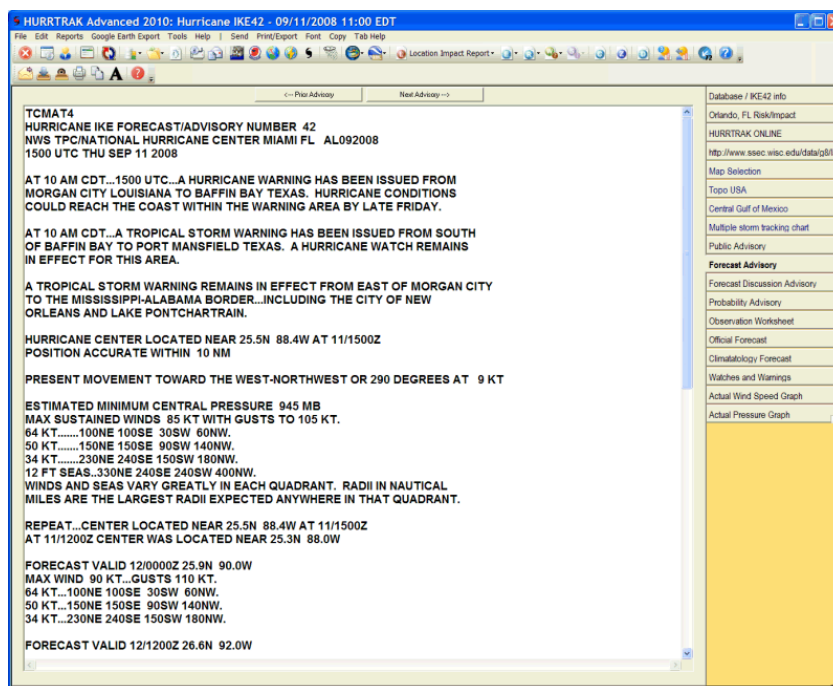 HURRTRAK Advanced 2010: Hurricane IKE42 - 09/11/2008 11:00 EDT
File Edit Reports Google Earth Export Tools Help | Send Print/Export Font Copy Tab Help
Location Impact Report
<-- Prior Advisory Next Advisory -->
TCMAT4
HURRICANE IKE FORECAST/ADVISORY NUMBER 42
NWS TPC/NATIONAL HURRICANE CENTER MIAMI FL AL092008
1500 UTC THU SEP 11 2008
AT 10 AM CDT...1500 UTC...A HURRICANE WARNING HAS BEEN ISSUED FROM
MORGAN CITY LOUISIANA TO BAFFIN BAY TEXAS. HURRICANE CONDITIONS
COULD REACH THE COAST WITHIN THE WARNING AREA BY LATE FRIDAY.
AT 10 AM CDT...A TROPICAL STORM WARNING HAS BEEN ISSUED FROM SOUTH
OF BAFFIN BAY TO PORT MANSFIELD TEXAS. A HURRICANE WATCH REMAINS
IN EFFECT FOR THIS AREA.
A TROPICAL STORM WARNING REMAINS IN EFFECT FROM EAST OF MORGAN CITY
TO THE MISSISSIPPI-ALABAMA BORDER...INCLUDING THE CITY OF NEW
ORLEANS AND LAKE PONTCHARTRAIN.
HURRICANE CENTER LOCATED NEAR 25.5N 88.4W AT 11/1500Z
POSITION ACCURATE WITHIN 10 NM
PRESENT MOVEMENT TOWARD THE WEST-NORTHWEST OR 290 DEGREES AT 9 KT
ESTIMATED MINIMUM CENTRAL PRESSURE 945 MB
MAX SUSTAINED WINDS 85 KT WITH GUSTS TO 105 KT.
64 KT.......100NE 100SE 30SW 60NW.
50 KT.......150NE 150SE 90SW 140NW.
34 KT.......230NE 240SE 150SW 180NW.
12 FT SEAS..330NE 240SE 240SW 400NW.
WINDS AND SEAS VARY GREATLY IN EACH QUADRANT. RADII IN NAUTICAL
MILES ARE THE LARGEST RADII EXPECTED ANYWHERE IN THAT QUADRANT.
REPEAT...CENTER LOCATED NEAR 25.5N 88.4W AT 11/1500Z
AT 11/1200Z CENTER WAS LOCATED NEAR 25.3N 88.0W
FORECAST VALID 12/0000Z 25.9N 90.0W
MAX WIND 90 KT...GUSTS 110 KT.
64 KT...100NE 100SE 30SW 60NW.
50 KT...150NE 150SE 90SW 140NW.
34 KT...230NE 240SE 150SW 180NW.
FORECAST VALID 12/1200Z 26.6N 92.0W
Database / IKE42 info
Orlando, FL Risk/Impact
HURRTRAK ONLINE
http://www.ssec.wisc.edu/data/g8/
Map Selection
Topo USA
Central Gulf of Mexico
Multiple storm tracking chart
Public Advisory
Forecast Advisory
Forecast Discussion Advisory
Probability Advisory
Observation Worksheet
Official Forecast
Climatatology Forecast
Watches and Warnings
Actual Wind Speed Graph
Actual Pressure Graph